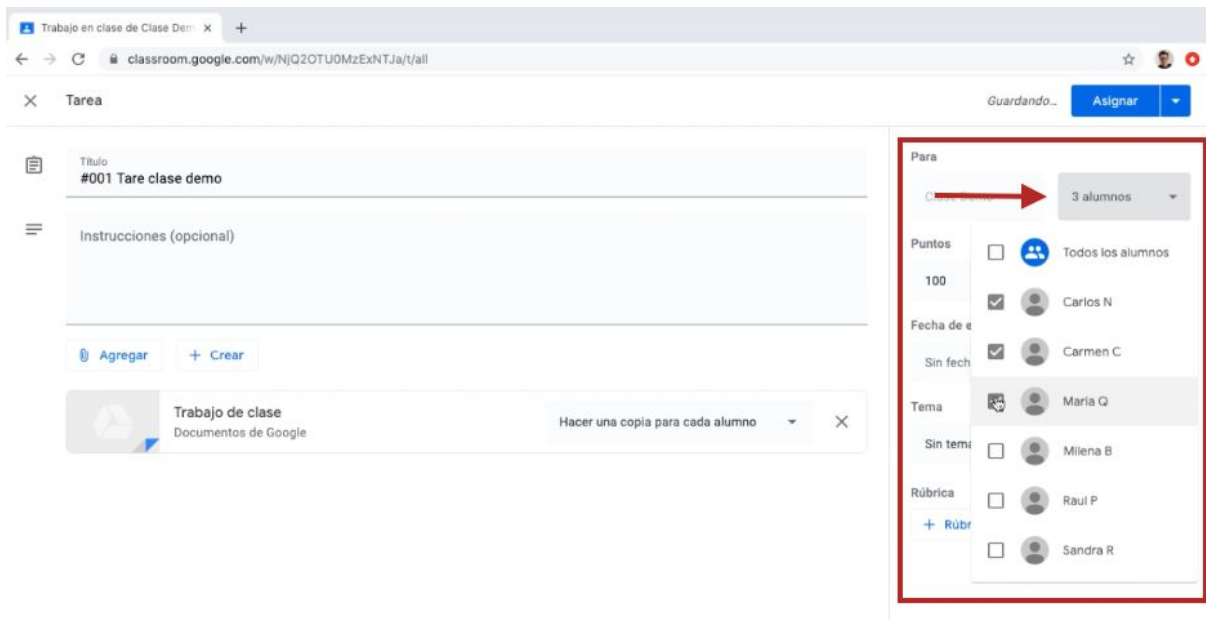 Trabajo en clase de Clase Dem
classroom.google.com/w/NjQ2OTU0MzExNTJa/t/all
Tarea
Guardando...
Asignar
Título
#001 Tare clase demo
Instrucciones (opcional)
Agregar
+ Crear
Trabajo de clase
Documentos de Google
Hacer una copia para cada alumno
Para
Clase Demo
3 alumnos
Puntos
100
Fecha de e
Sin fech
Tema
Sin tema
Rúbrica
+ Rúbr
Todos los alumnos
Carlos N
Carmen C
Maria Q
Milena B
Raul P
Sandra R